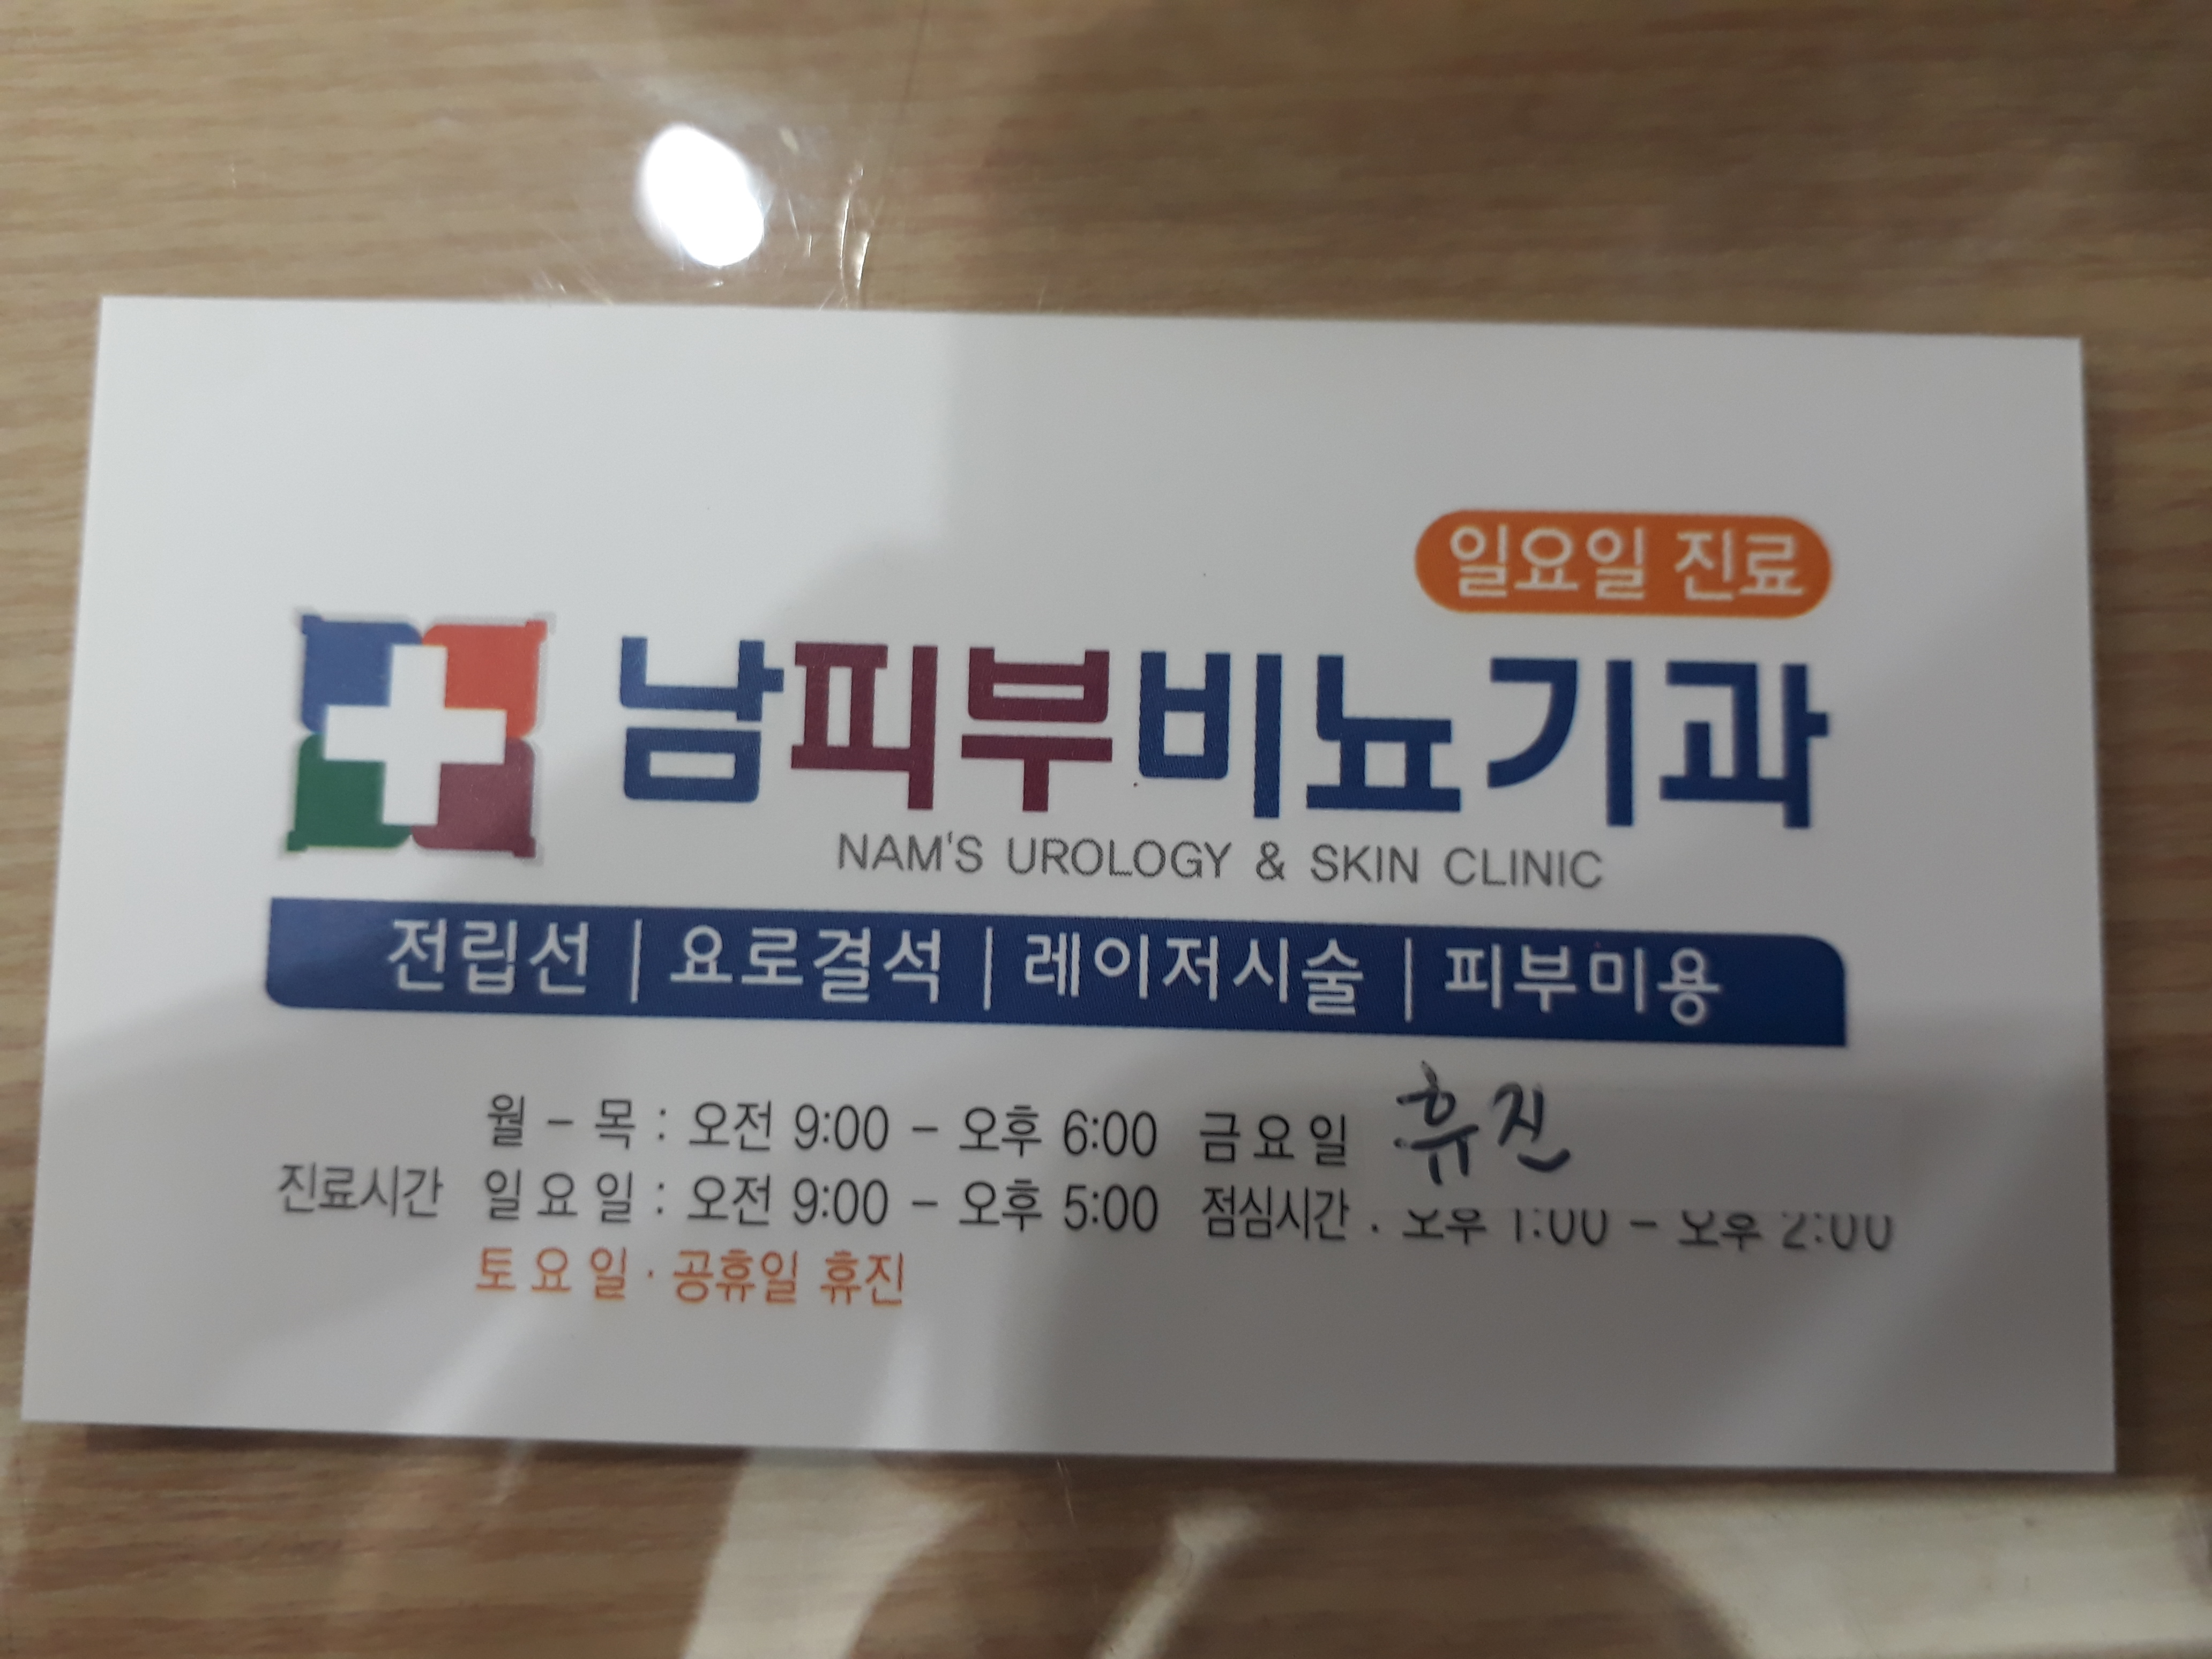 일요일 진료
남피부비뇨기과
NAM'S UROLOGY & SKIN CLINIC
전립선 | 요로결석 | 레이저시술 | 피부미용
월 - 목 : 오전 9:00 - 오후 6:00 금요일 휴진
진료시간 일요일 : 오전 9:00 - 오후 5:00 점심시간 : 오후 1:00 - 오후 2:00
토요일 · 공휴일 휴진